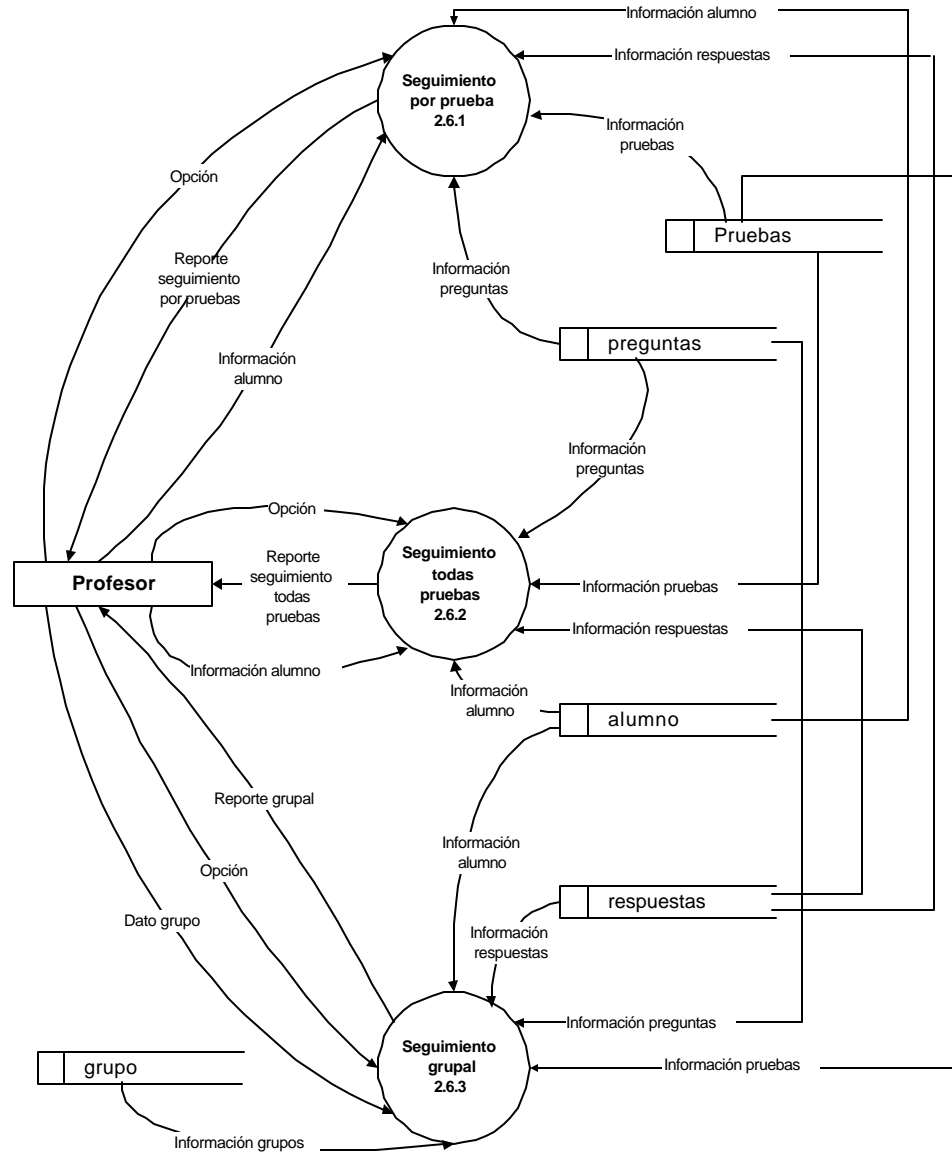 Información alumno
Información respuestas
Seguimiento
por prueba
2.6.1
Información
pruebas
Opción
Pruebas
Reporte
seguimiento
por pruebas
Información
preguntas
preguntas
Información
alumno
Información
preguntas
Opción
Seguimiento
todas
pruebas
2.6.2
Reporte
seguimiento
todas
pruebas
Profesor
Información pruebas
Información respuestas
Información alumno
Información
alumno
alumno
Reporte grupal
Información
alumno
Opción
respuestas
Dato grupo
Información
respuestas
Información preguntas
Seguimiento
grupal
2.6.3
Información pruebas
grupo
Información grupos